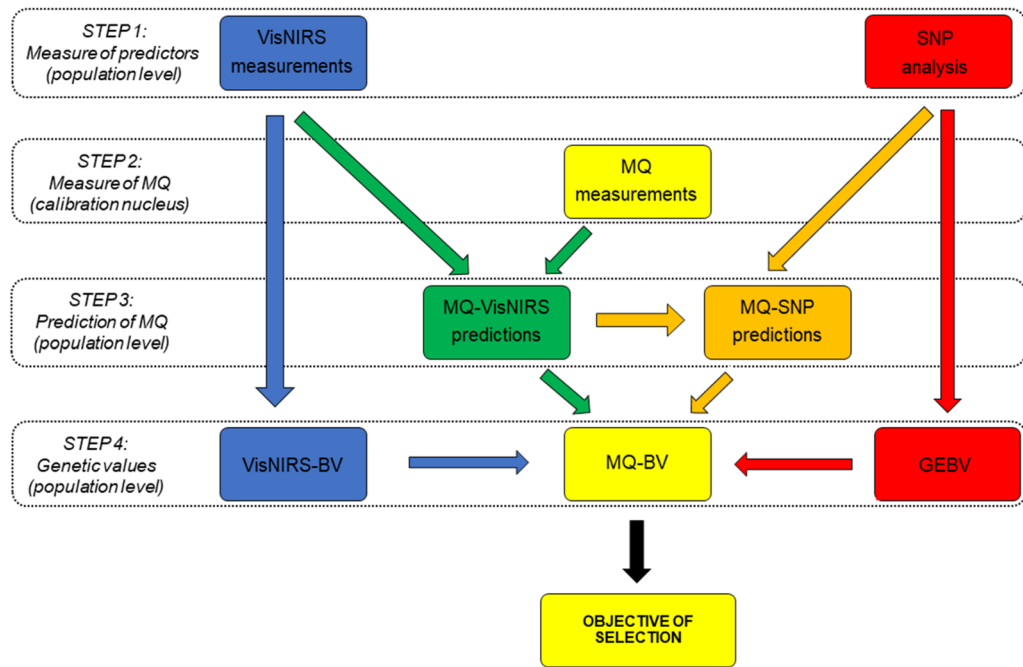 STEP 1:
Measure of predictors
(population level)
VisNIRS
measurements
SNP
analysis
STEP 2:
Measure of MQ
(calibration nucleus)
MQ
measurements
STEP 3:
Prediction of MQ
(population level)
MQ-VisNIRS
predictions
MQ-SNP
predictions
STEP 4:
Genetic values
(population level)
VisNIRS-BV
MQ-BV
GEBV
OBJECTIVE OF
SELECTION